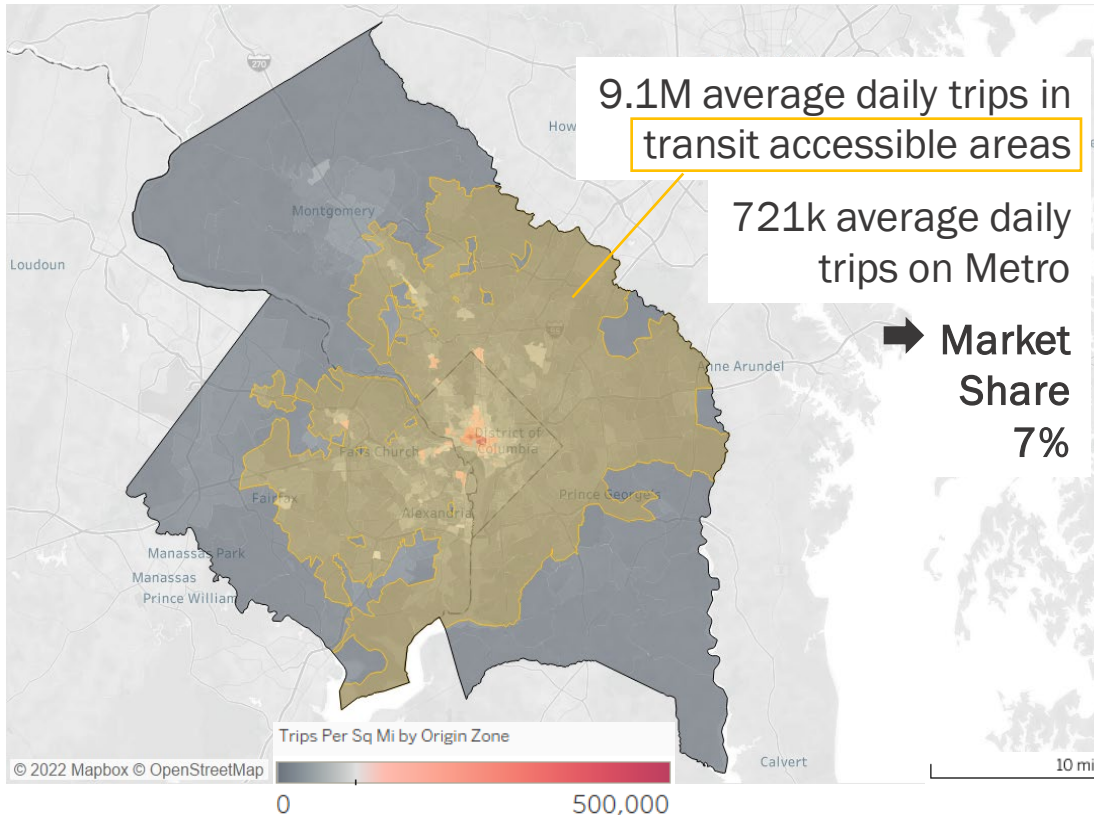 9.1M average daily trips in
transit accessible areas
How
270
Montgomery
721k average daily
trips on Metro
Loudoun
Market
Share
7%
Anne Arundel
District of
Columbia
Falls Church
Fairfax
Prince George's
Alexandria
Manassas Park
Manassas
Prince William
Trips Per Sq Mi by Origin Zone
© 2022 Mapbox © OpenStreetMap
Calvert
10 mi
0
500,000